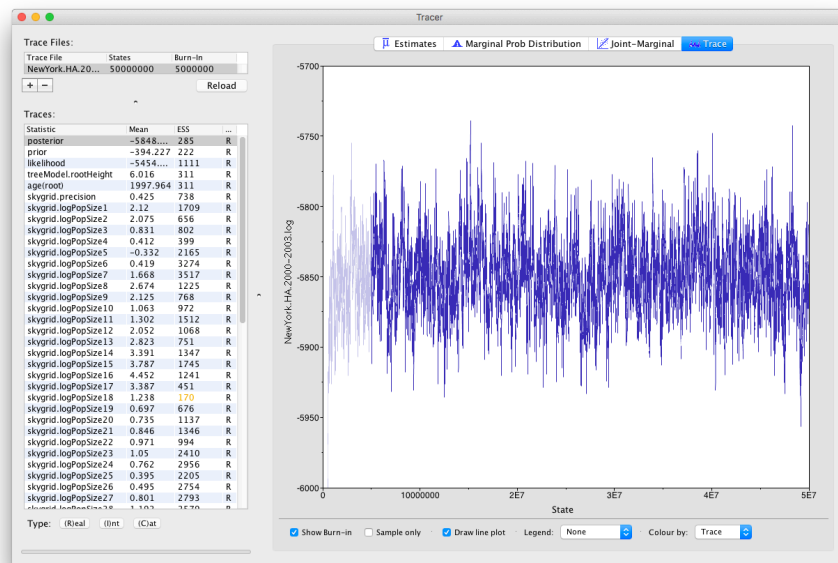 Tracer
Trace Files:
Trace File States Burn-In
NewYork.HA.20... 50000000 5000000
+ − Reload
Traces:
Statistic Mean ESS ...
posterior −5848.... 285 R
prior −394.227 222 R
likelihood −5454.... 1111 R
treeModel.rootHeight 6.016 311 R
age(root) 1997.964 311 R
skygrid.precision 0.425 738 R
skygrid.logPopSize1 2.12 1709 R
skygrid.logPopSize2 2.075 656 R
skygrid.logPopSize3 0.831 802 R
skygrid.logPopSize4 0.412 399 R
skygrid.logPopSize5 −0.332 2165 R
skygrid.logPopSize6 0.419 3274 R
skygrid.logPopSize7 1.668 3517 R
skygrid.logPopSize8 2.674 1225 R
skygrid.logPopSize9 2.125 768 R
skygrid.logPopSize10 1.063 972 R
skygrid.logPopSize11 1.302 1512 R
skygrid.logPopSize12 2.052 1068 R
skygrid.logPopSize13 2.823 751 R
skygrid.logPopSize14 3.391 1347 R
skygrid.logPopSize15 3.787 1745 R
skygrid.logPopSize16 4.452 1241 R
skygrid.logPopSize17 3.387 451 R
skygrid.logPopSize18 1.238 170 R
skygrid.logPopSize19 0.697 676 R
skygrid.logPopSize20 0.735 1137 R
skygrid.logPopSize21 0.846 1346 R
skygrid.logPopSize22 0.971 994 R
skygrid.logPopSize23 1.05 2410 R
skygrid.logPopSize24 0.762 2956 R
skygrid.logPopSize25 0.395 2205 R
skygrid.logPopSize26 0.495 2754 R
skygrid.logPopSize27 0.801 2793 R
Type: (R)eal (I)nt (C)at
Estimates Marginal Prob Distribution Joint-Marginal Trace
-5700
-5750
-5800
-5850
-5900
-5950
-6000
NewYork.HA.2000-2003.log
0 10000000 2E7 3E7 4E7 5E7
State
Show Burn-in Sample only Draw line plot Legend: None Colour by: Trace